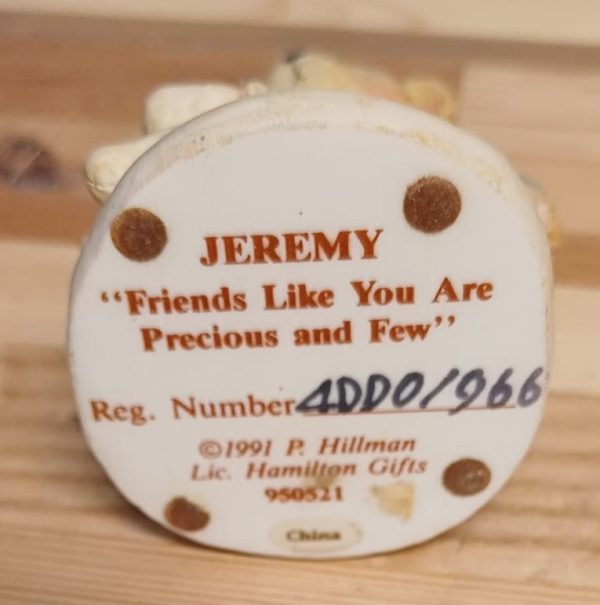 JEREMY
“Friends Like You Are
Precious and Few”
Reg. Number 4DD0/966
©1991 P. Hillman
Lic. Hamilton Gifts
950521
China